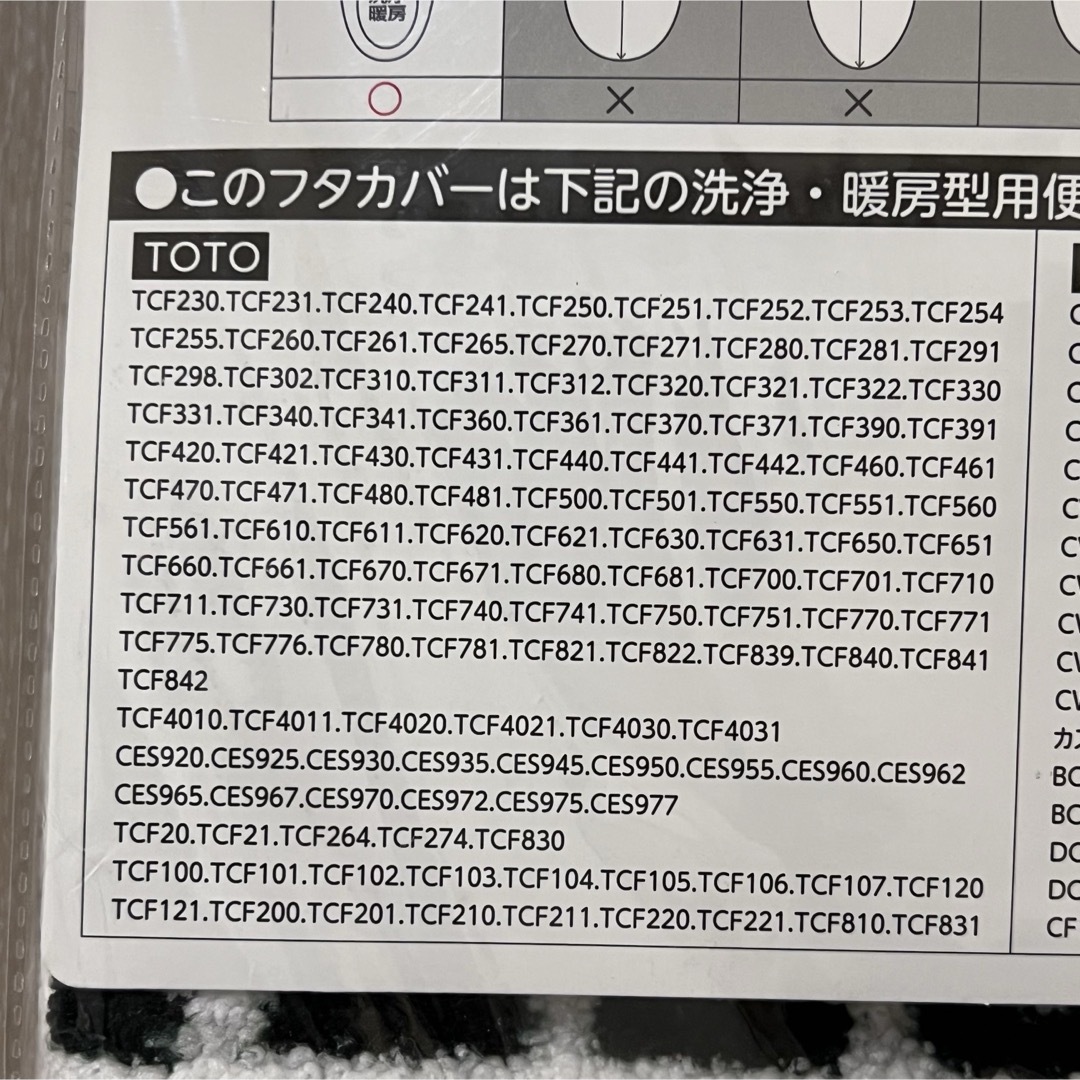 暖房
○ × ×
●このフタカバーは下記の洗浄・暖房型用便
TOTO
TCF230.TCF231.TCF240.TCF241.TCF250.TCF251.TCF252.TCF253.TCF254
TCF255.TCF260.TCF261.TCF265.TCF270.TCF271.TCF280.TCF281.TCF291
TCF298.TCF302.TCF310.TCF311.TCF312.TCF320.TCF321.TCF322.TCF330
TCF331.TCF340.TCF341.TCF360.TCF361.TCF370.TCF371.TCF390.TCF391
TCF420.TCF421.TCF430.TCF431.TCF440.TCF441.TCF442.TCF460.TCF461
TCF470.TCF471.TCF480.TCF481.TCF500.TCF501.TCF550.TCF551.TCF560
TCF561.TCF610.TCF611.TCF620.TCF621.TCF630.TCF631.TCF650.TCF651
TCF660.TCF661.TCF670.TCF671.TCF680.TCF681.TCF700.TCF701.TCF710
TCF711.TCF730.TCF731.TCF740.TCF741.TCF750.TCF751.TCF770.TCF771
TCF775.TCF776.TCF780.TCF781.TCF821.TCF822.TCF839.TCF840.TCF841
TCF842
TCF4010.TCF4011.TCF4020.TCF4021.TCF4030.TCF4031
CES920.CES925.CES930.CES935.CES945.CES950.CES955.CES960.CES962
CES965.CES967.CES970.CES972.CES975.CES977
TCF20.TCF21.TCF264.TCF274.TCF830
TCF100.TCF101.TCF102.TCF103.TCF104.TCF105.TCF106.TCF107.TCF120
TCF121.TCF200.TCF201.TCF210.TCF211.TCF220.TCF221.TCF810.TCF831